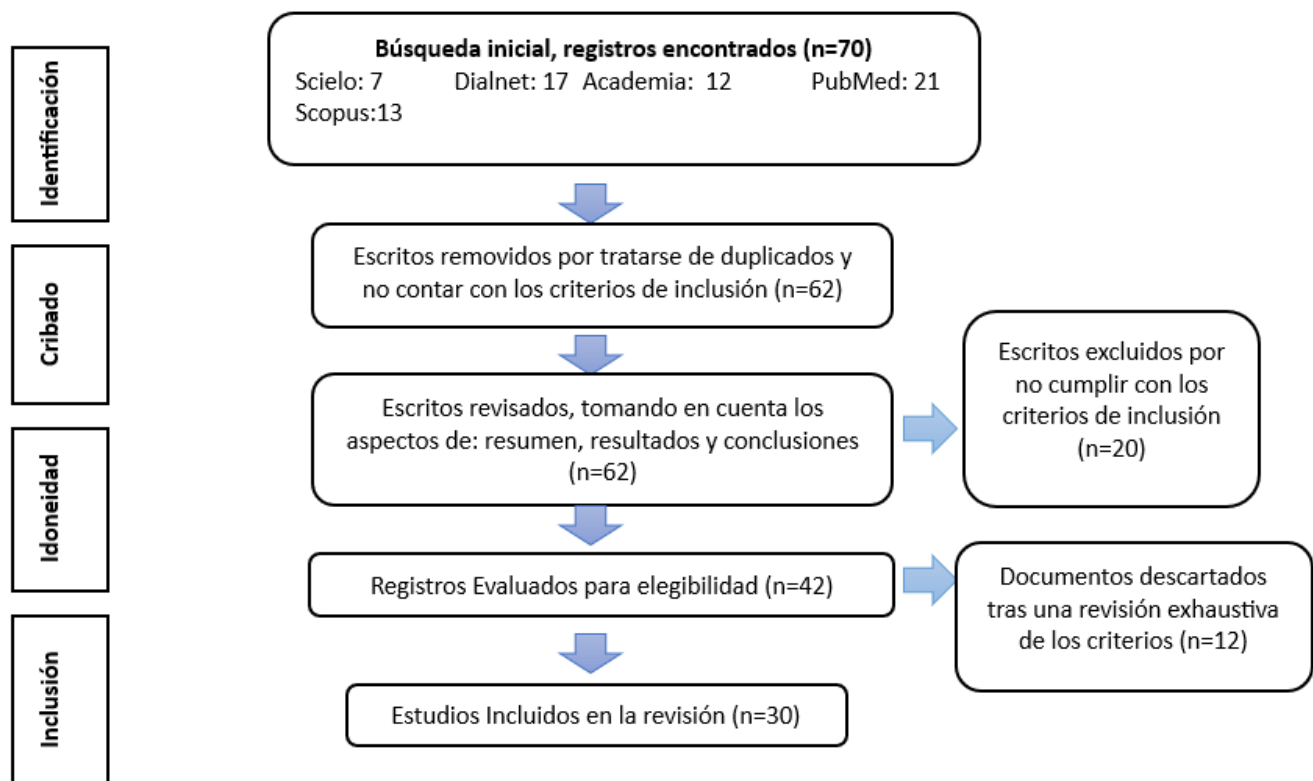 Identificación
Búsqueda inicial, registros encontrados (n=70)
Scielo: 7 Dialnet: 17 Academia: 12 PubMed: 21
Scopus:13
Cribado
Escritos removidos por tratarse de duplicados y
no contar con los criterios de inclusión (n=62)
Escritos revisados, tomando en cuenta los
aspectos de: resumen, resultados y conclusiones
(n=62)
Escritos excluidos por
no cumplir con los
criterios de inclusión
(n=20)
Idoneidad
Registros Evaluados para elegibilidad (n=42)
Documentos descartados
tras una revisión exhaustiva
de los criterios (n=12)
Inclusión
Estudios Incluidos en la revisión (n=30)